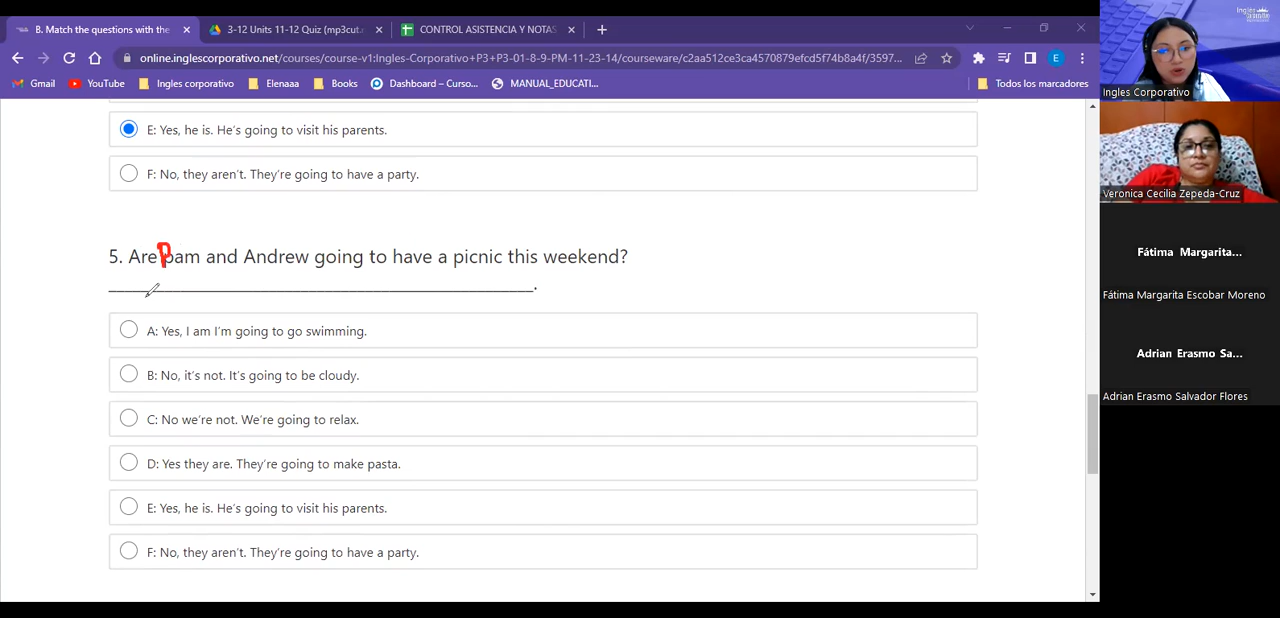 B. Match the questions with the
3-12 Units 11-12 Quiz (mp3cut.
CONTROL ASISTENCIA Y NOTAS
online.inglescorporativo.net/courses/course-v1:Ingles-Corporativo+P3+P3-01-8-9-PM-11-23-14/courseware/c2aa512ce3ca4570879efcd5f74b8a4f/3597...
E
Gmail
YouTube
Ingles corporativo
Elenaaa
Books
Dashboard – Curso...
MANUAL_EDUCATI...
Todos los marcadores
E: Yes, he is. He's going to visit his parents.
F: No, they aren't. They're going to have a party.
5. Are Pam and Andrew going to have a picnic this weekend?
____________________________________________________.
A: Yes, I am I'm going to go swimming.
B: No, it's not. It's going to be cloudy.
C: No we're not. We're going to relax.
D: Yes they are. They're going to make pasta.
E: Yes, he is. He's going to visit his parents.
F: No, they aren't. They're going to have a party.
Ingles Corporativo
Veronica Cecilia Zepeda-Cruz
Fátima Margarita...
Fátima Margarita Escobar Moreno
Adrian Erasmo Sa...
Adrian Erasmo Salvador Flores